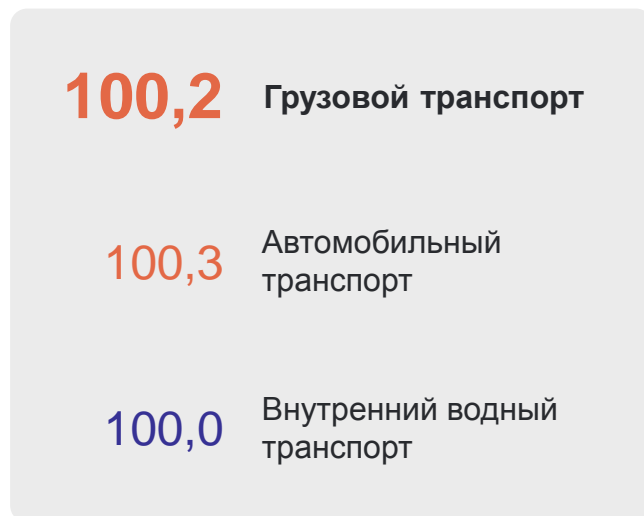 100,2 Грузовой транспорт
100,3 Автомобильный
транспорт
100,0 Внутренний водный
транспорт